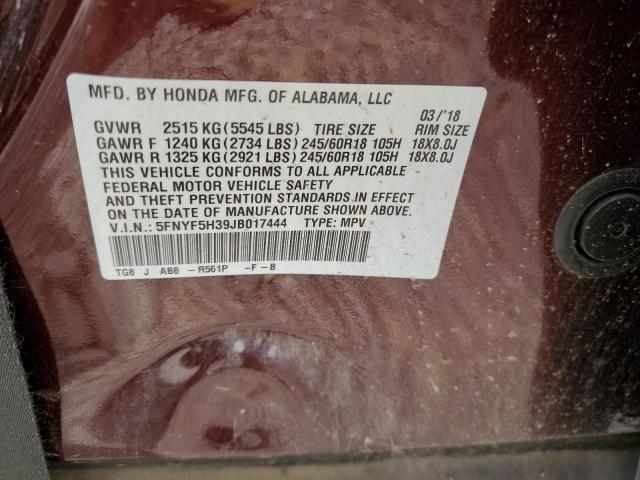 MFD. BY HONDA MFG. OF ALABAMA, LLC
03/'18
GVWR 2515 KG (5545 LBS) TIRE SIZE RIM SIZE
GAWR F 1240 KG (2734 LBS) 245/60R18 105H 18X8.0J
GAWR R 1325 KG (2921 LBS) 245/60R18 105H 18X8.0J
THIS VEHICLE CONFORMS TO ALL APPLICABLE
FEDERAL MOTOR VEHICLE SAFETY
AND THEFT PREVENTION STANDARDS IN EFFECT
ON THE DATE OF MANUFACTURE SHOWN ABOVE.
V.I.N.: 5FNYF5H39JB017444 TYPE: MPV
TG8 J AB8 -R561P -F-B